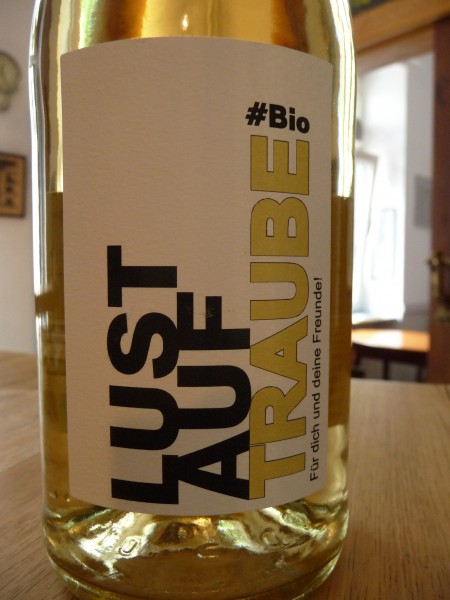 #Bio
LUST
AUF
TRAUBE
Für dich und deine Freunde!